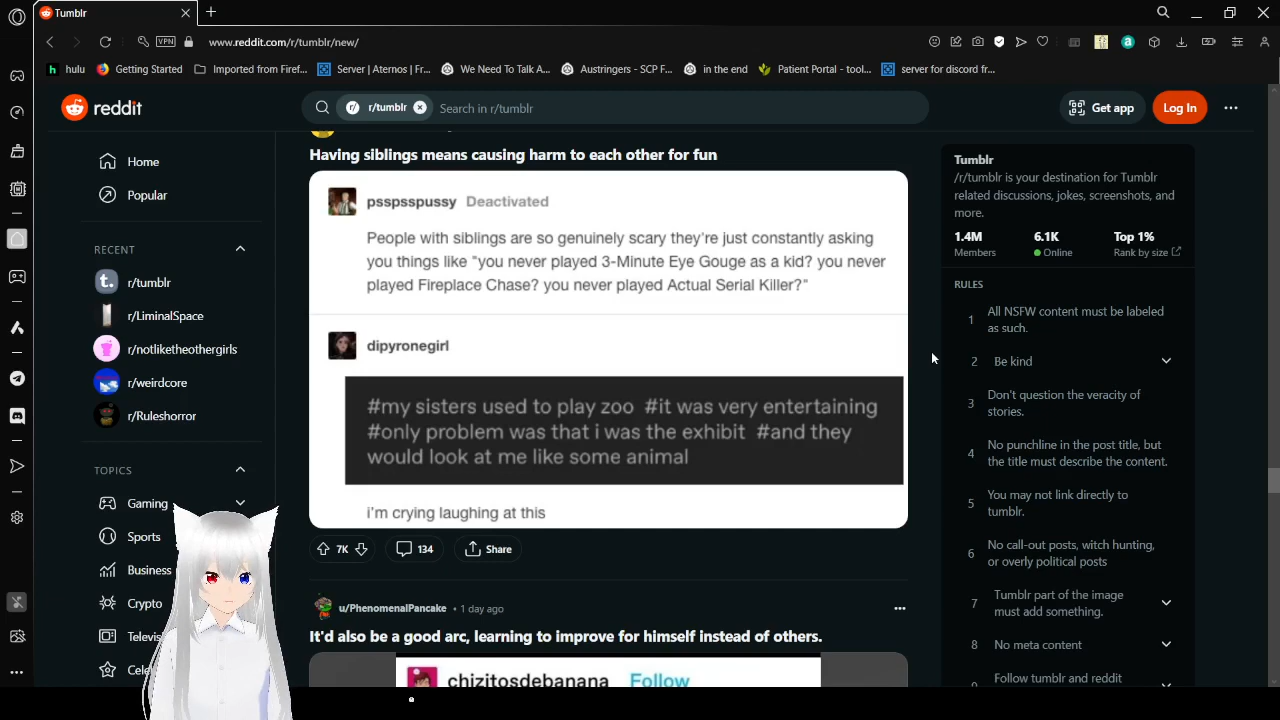 Tumblr
VPN
www.reddit.com/r/tumblr/new/
hulu
Getting Started
Imported from Firef...
Server | Aternos | Fr...
We Need To Talk A...
Austringers - SCP F...
in the end
Patient Portal - tool...
server for discord fr...
reddit
r/ r/tumblr
Search in r/tumblr
Get app
Log In
Home
Popular
RECENT
r/tumblr
r/LiminalSpace
r/notliketheothergirls
r/weirdcore
r/Ruleshorror
TOPICS
Gaming
Sports
Business
Crypto
Televis
Cele
Having siblings means causing harm to each other for fun
psspsspussy Deactivated
People with siblings are so genuinely scary they're just constantly asking
you things like "you never played 3-Minute Eye Gouge as a kid? you never
played Fireplace Chase? you never played Actual Serial Killer?"
dipyronegirl
#my sisters used to play zoo #it was very entertaining
#only problem was that i was the exhibit #and they
would look at me like some animal
i'm crying laughing at this
7K
134
Share
u/PhenomenalPancake • 1 day ago
It'd also be a good arc, learning to improve for himself instead of others.
chizitosdebanana Follow
Tumblr
/r/tumblr is your destination for Tumblr
related discussions, jokes, screenshots, and
more.
1.4M 6.1K Top 1%
Members Online Rank by size
RULES
1 All NSFW content must be labeled
as such.
2 Be kind
3 Don't question the veracity of
stories.
4 No punchline in the post title, but
the title must describe the content.
5 You may not link directly to
tumblr.
6 No call-out posts, witch hunting,
or overly political posts
7 Tumblr part of the image
must add something.
8 No meta content
Follow tumblr and reddit